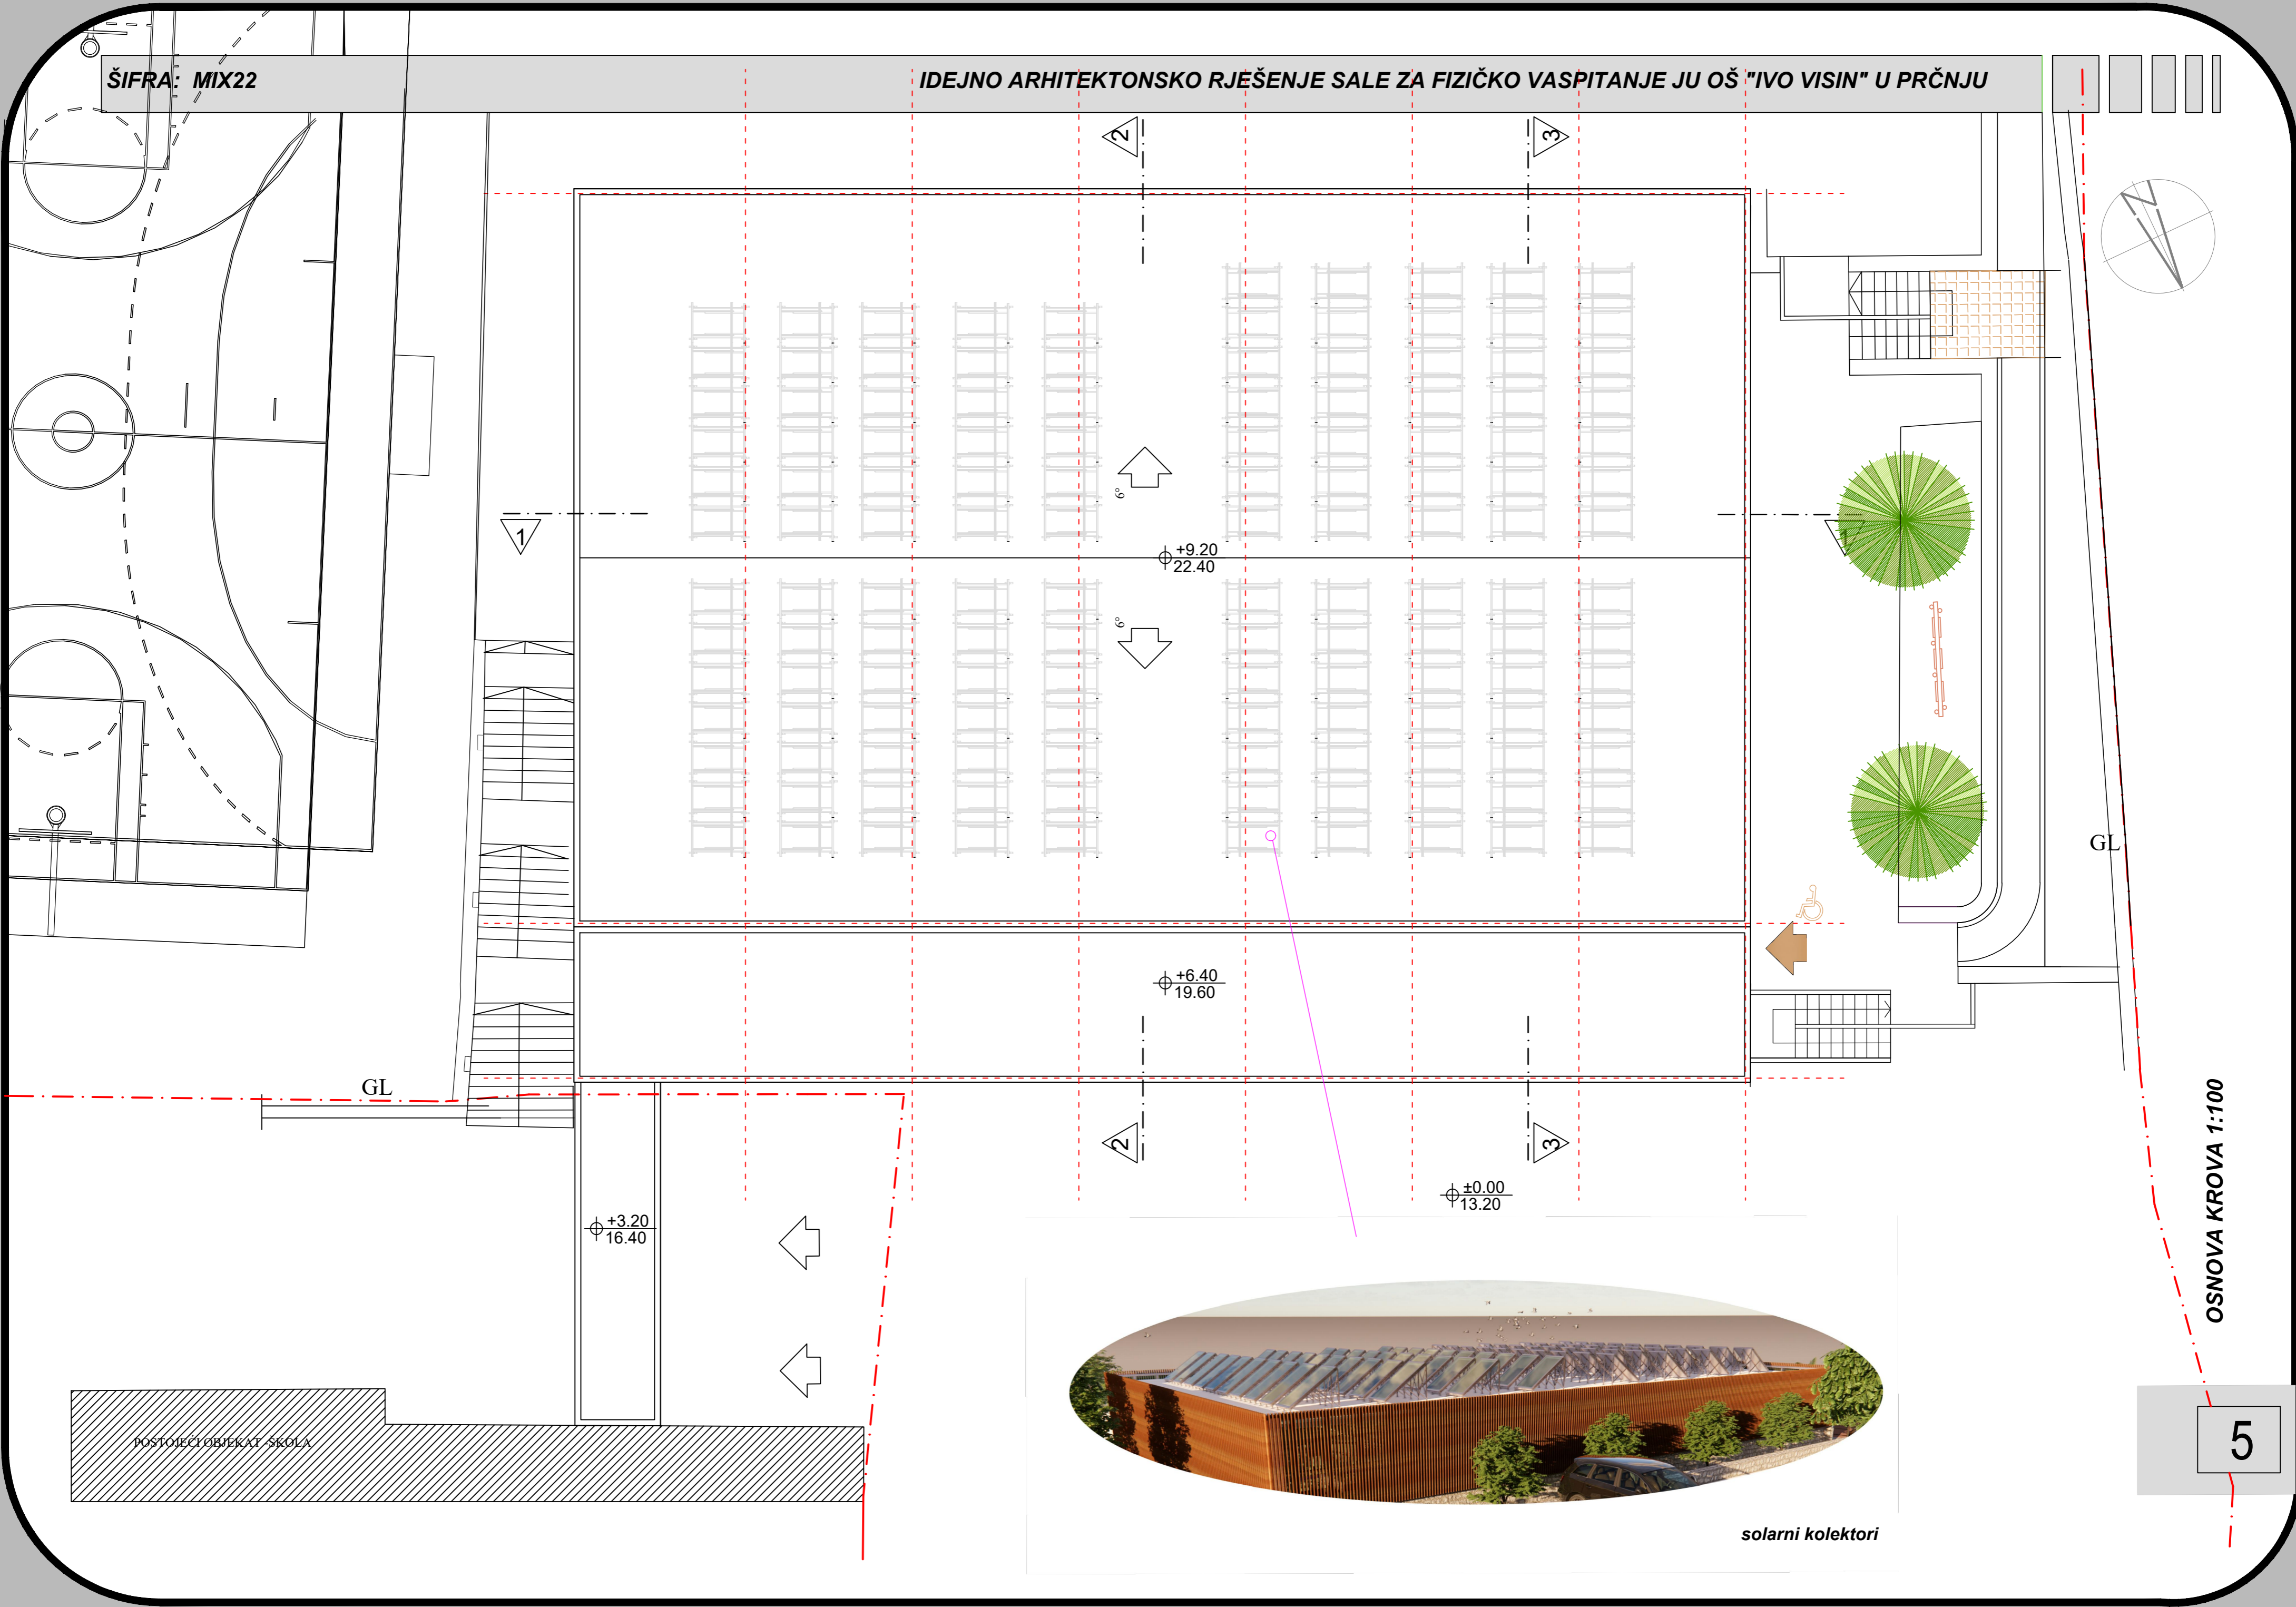 ŠIFRA: MIX22
IDEJNO ARHITEKTONSKO RJEŠENJE SALE ZA FIZIČKO VASPITANJE JU OŠ "IVO VISIN" U PRČNJU
2
3
N
6°
1
1
+9.20
22.40
6°
GL
+6.40
19.60
GL
2
3
±0.00
13.20
+3.20
16.40
OSNOVA KROVA 1:100
POSTOJEĆI OBJEKAT -ŠKOLA
5
solarni kolektori